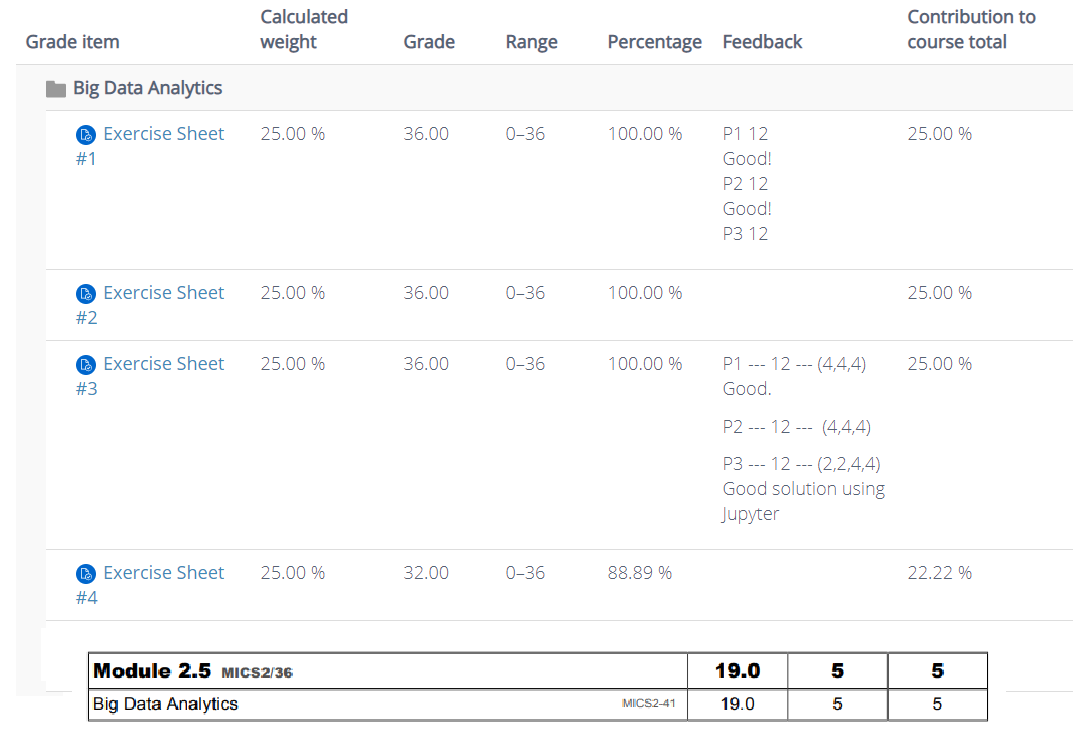 Grade item Calculated weight Grade Range Percentage Feedback Contribution to course total
Big Data Analytics
Exercise Sheet #1 25.00 % 36.00 0–36 100.00 % P1 12 25.00 %
Good!
P2 12
Good!
P3 12
Exercise Sheet #2 25.00 % 36.00 0–36 100.00 % 25.00 %
Exercise Sheet #3 25.00 % 36.00 0–36 100.00 % P1 --- 12 --- (4,4,4) 25.00 %
Good.
P2 --- 12 --- (4,4,4)
P3 --- 12 --- (2,2,4,4)
Good solution using
Jupyter
Exercise Sheet #4 25.00 % 32.00 0–36 88.89 % 22.22 %
Module 2.5 MICS2/36 19.0 5 5
Big Data Analytics MICS2-41 19.0 5 5